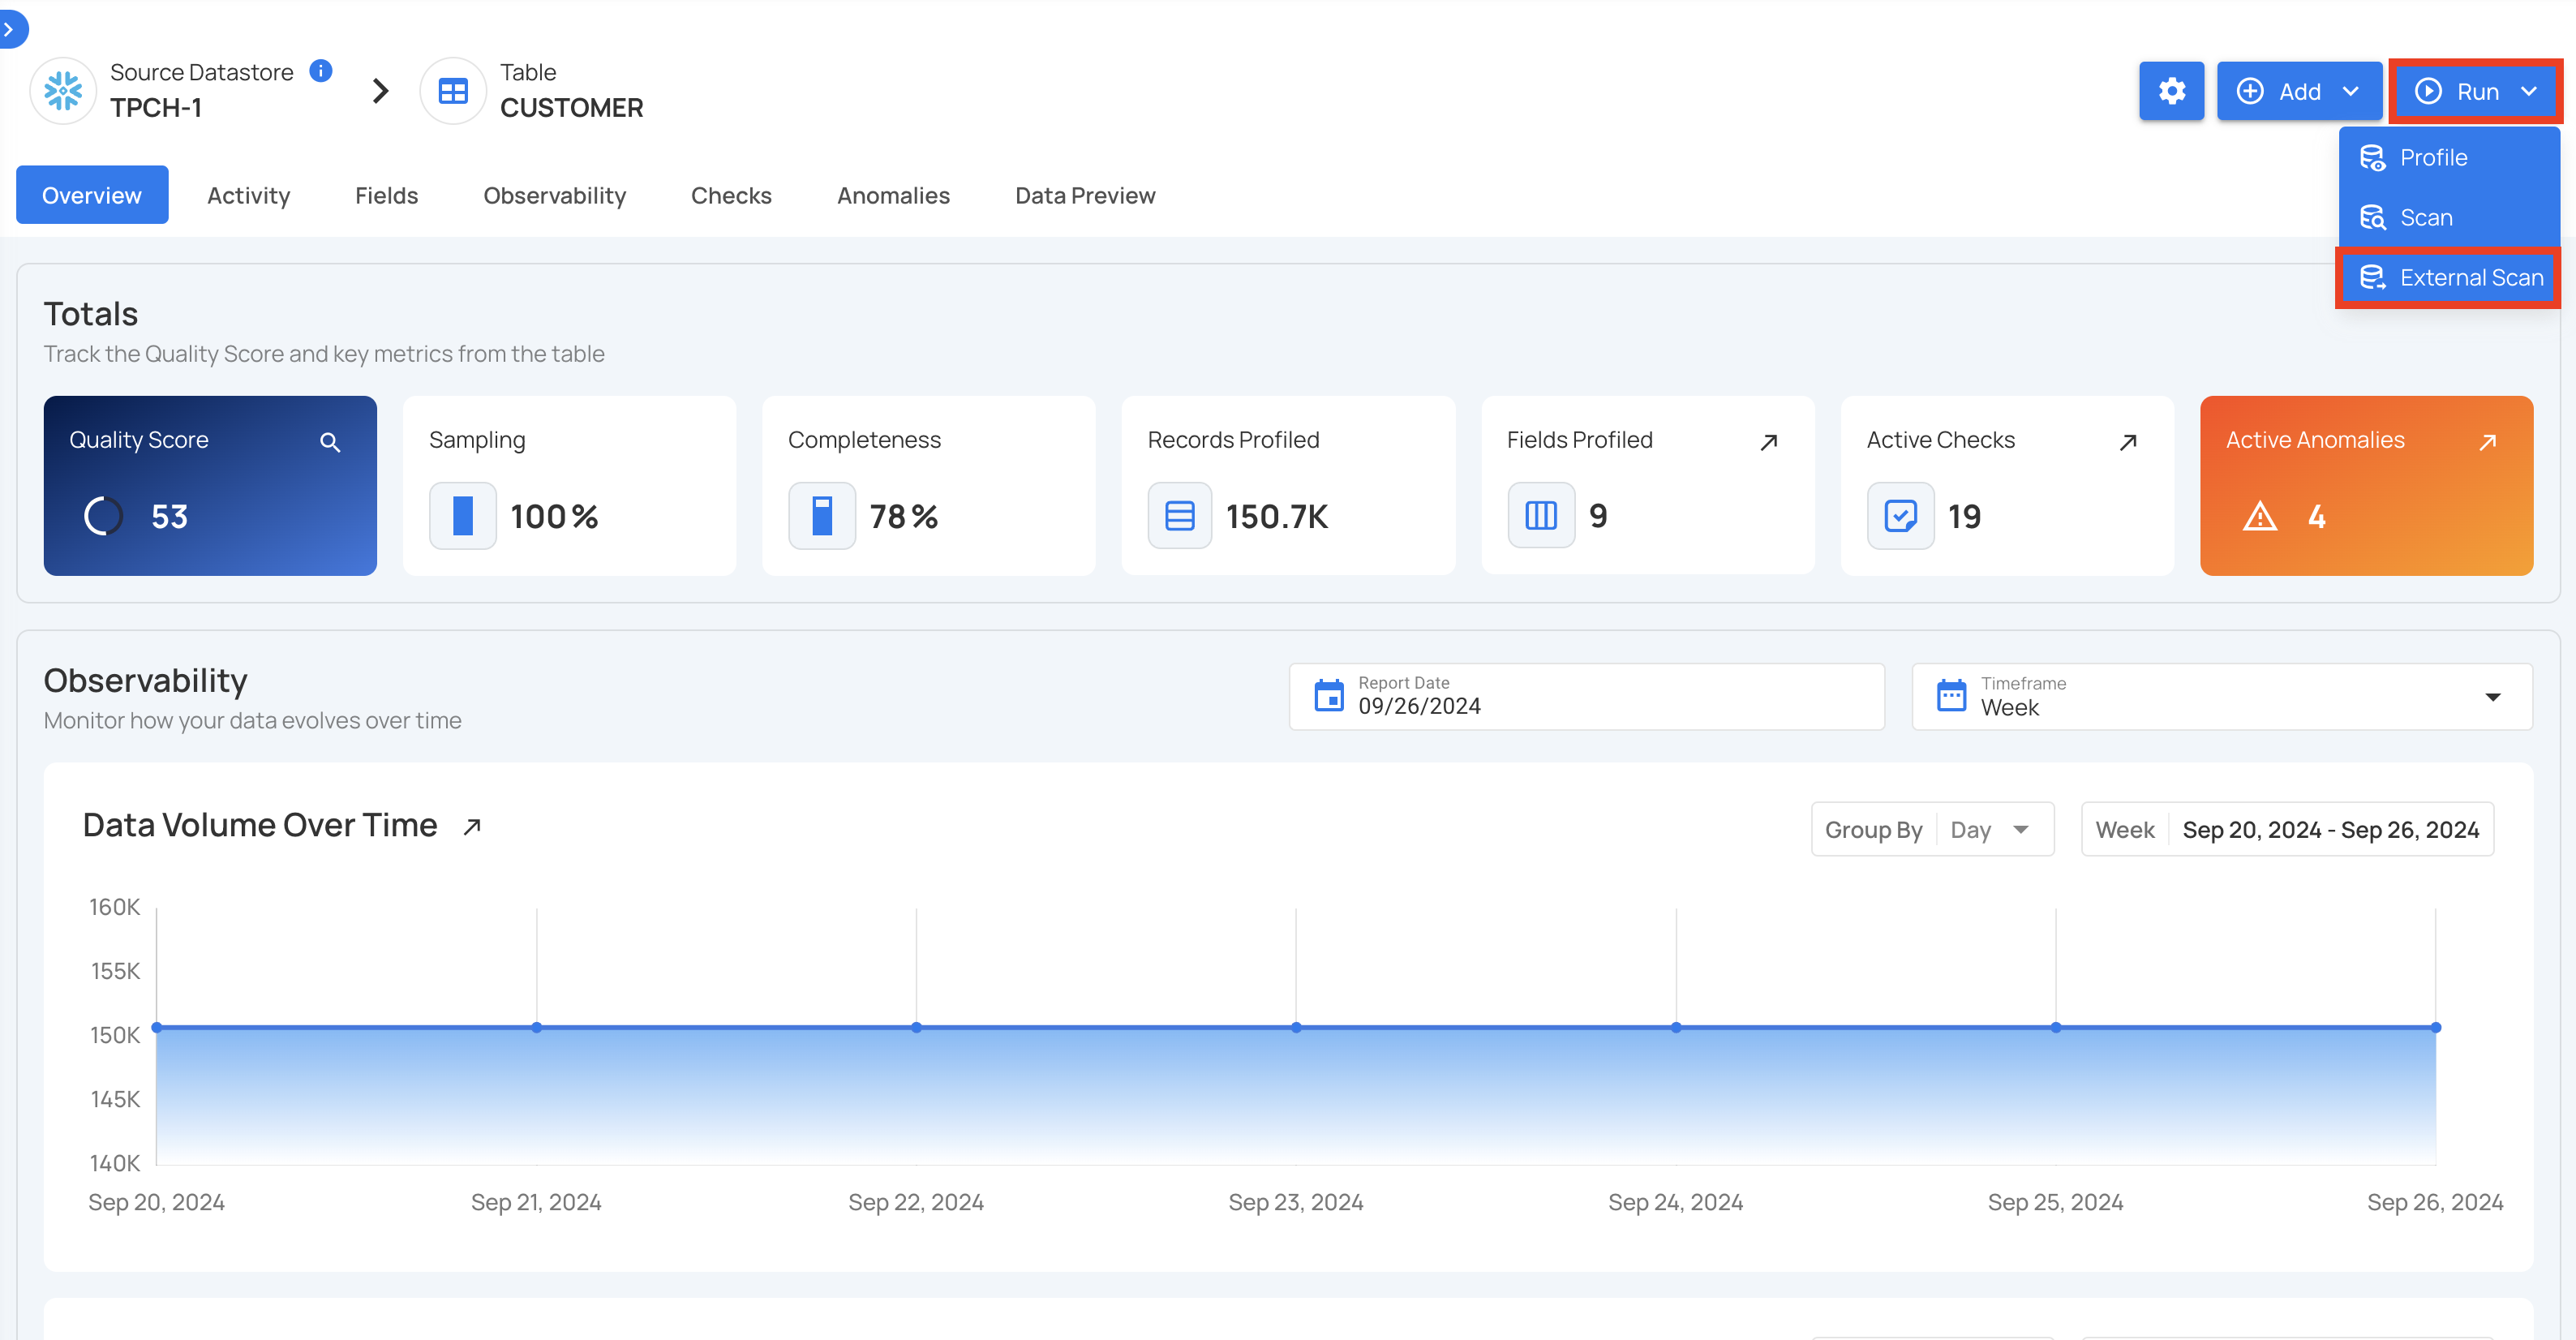 Source Datastore
TPCH-1
Table
CUSTOMER
Add
Run
Profile
Scan
External Scan
Overview
Activity
Fields
Observability
Checks
Anomalies
Data Preview
Totals
Track the Quality Score and key metrics from the table
Quality Score
53
Sampling
100%
Completeness
78%
Records Profiled
150.7K
Fields Profiled
9
Active Checks
19
Active Anomalies
4
Observability
Monitor how your data evolves over time
Report Date
09/26/2024
Timeframe
Week
Data Volume Over Time
Group By Day
Week Sep 20, 2024 - Sep 26, 2024
160K
155K
150K
145K
140K
Sep 20, 2024
Sep 21, 2024
Sep 22, 2024
Sep 23, 2024
Sep 24, 2024
Sep 25, 2024
Sep 26, 2024